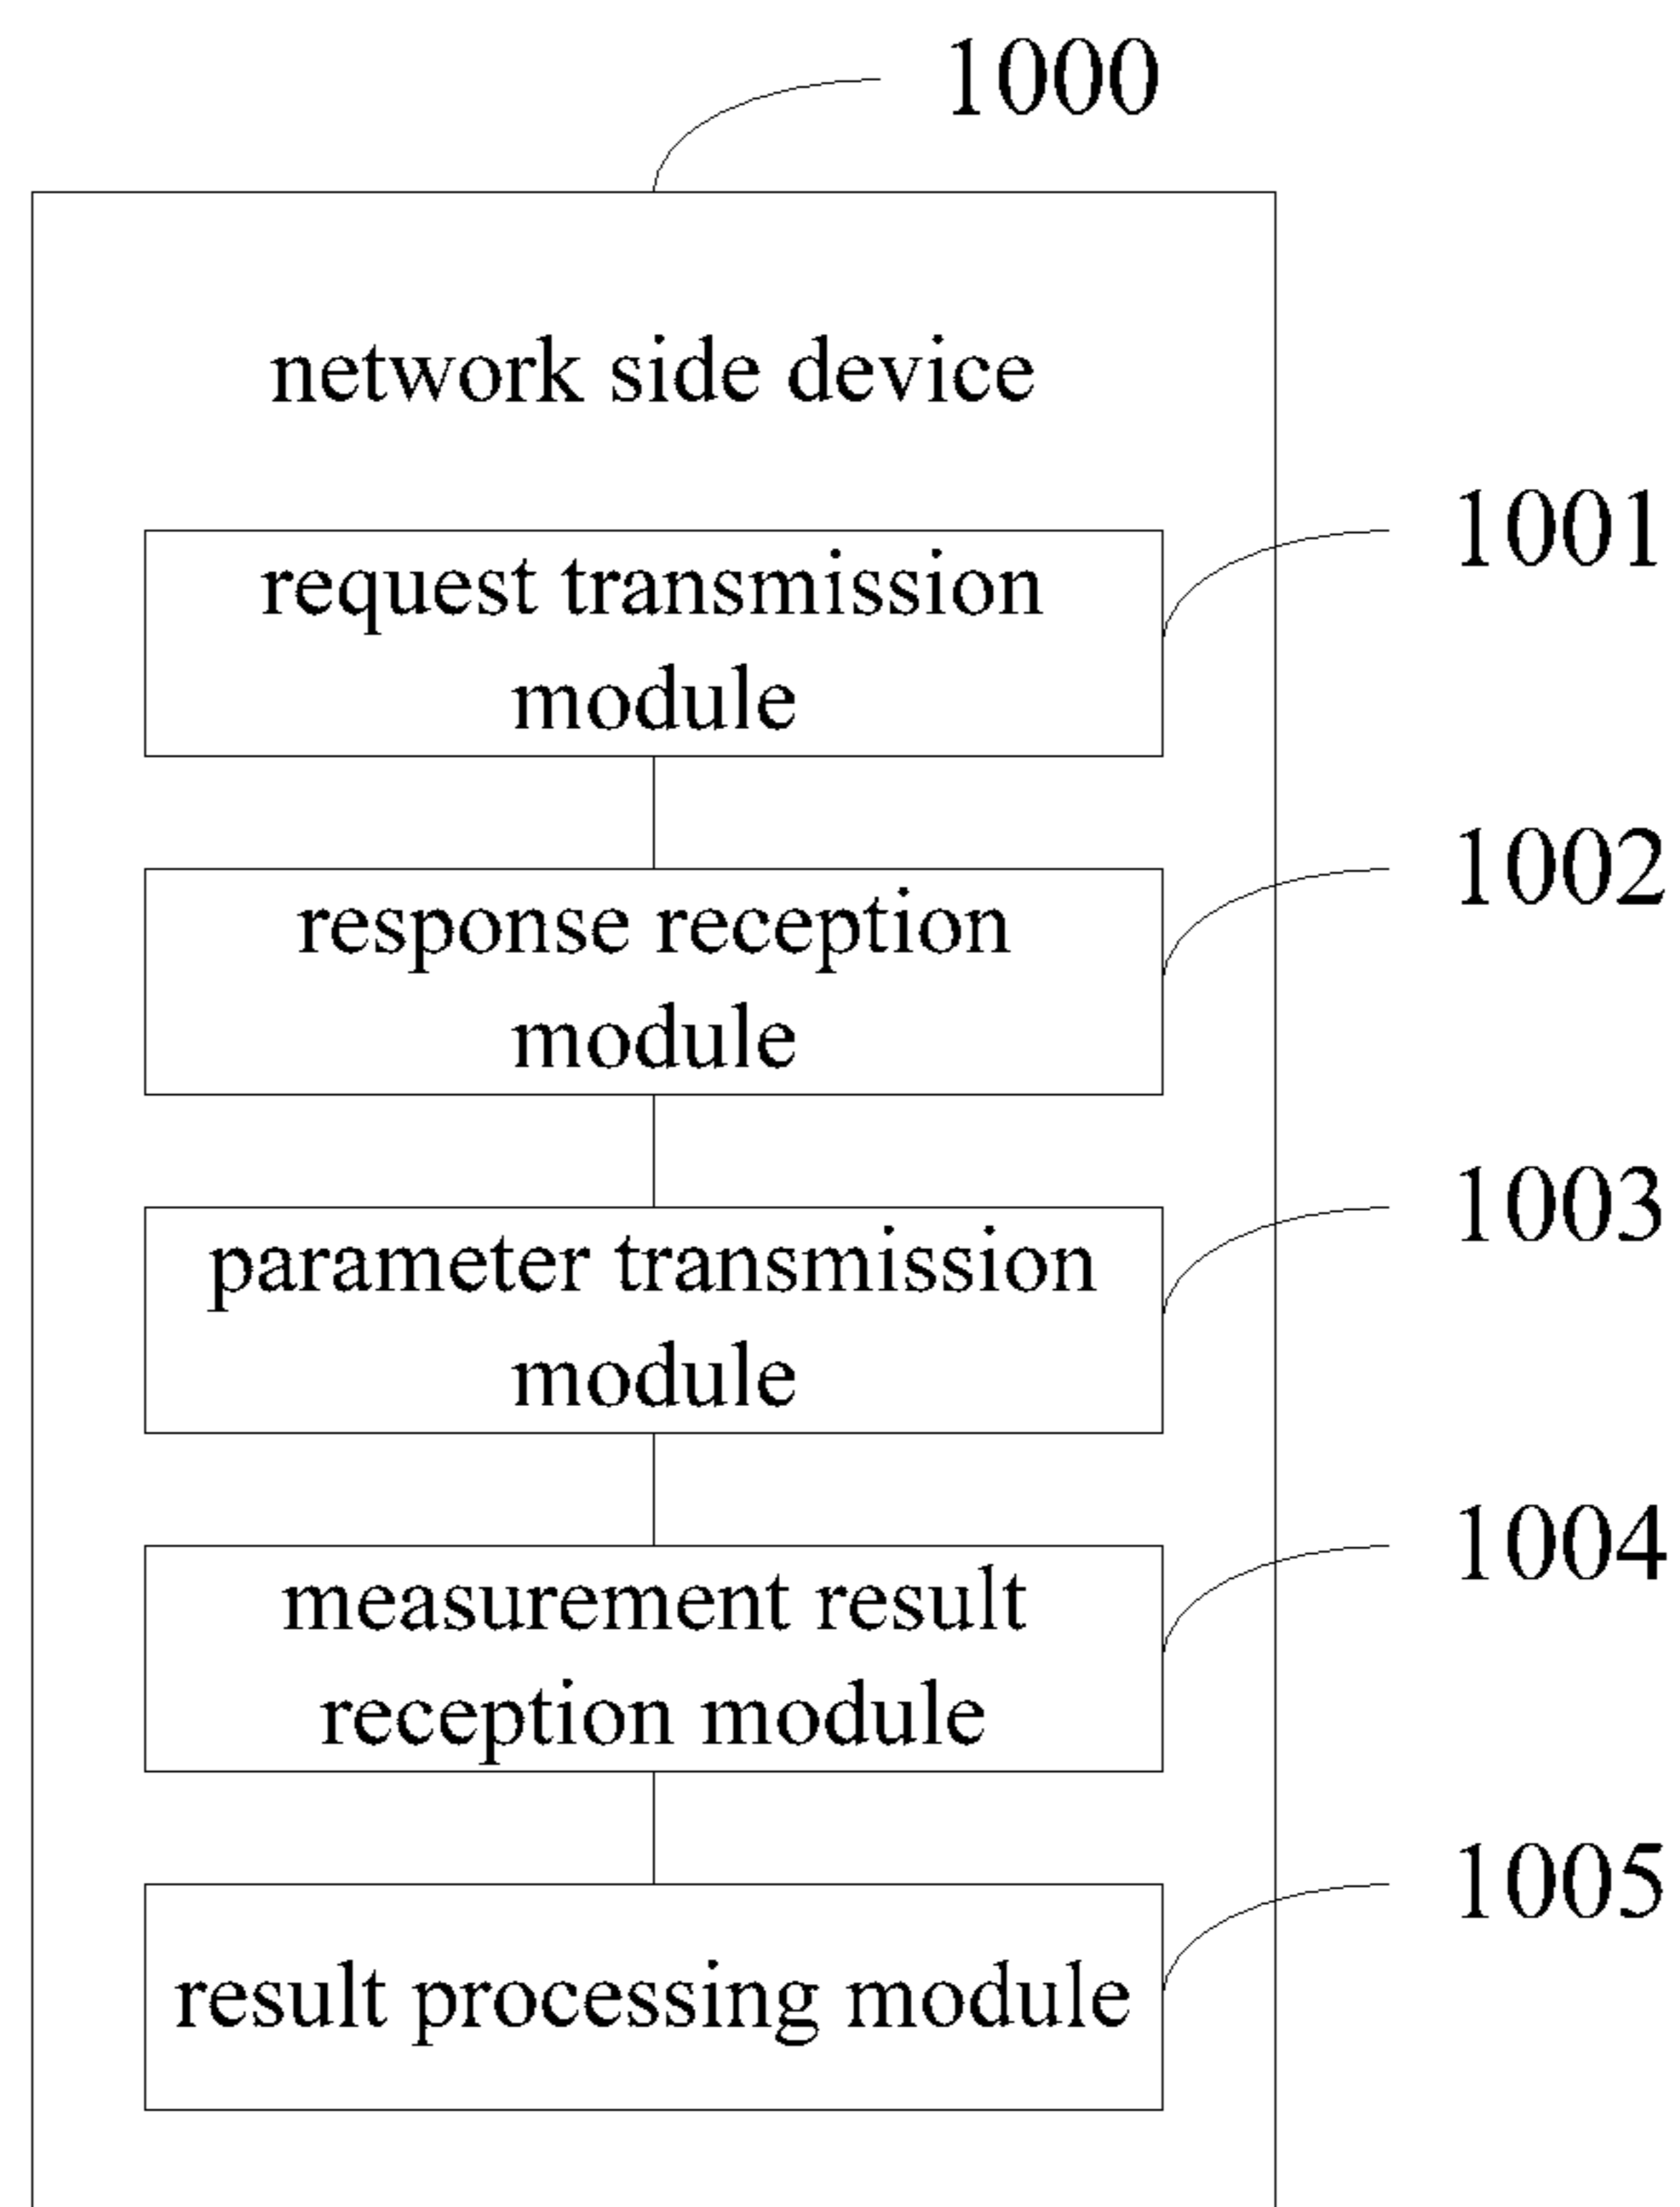 1000
network side device
1001
request transmission
module
1002
response reception
module
1003
parameter transmission
module
1004
measurement result
reception module
1005
result processing module